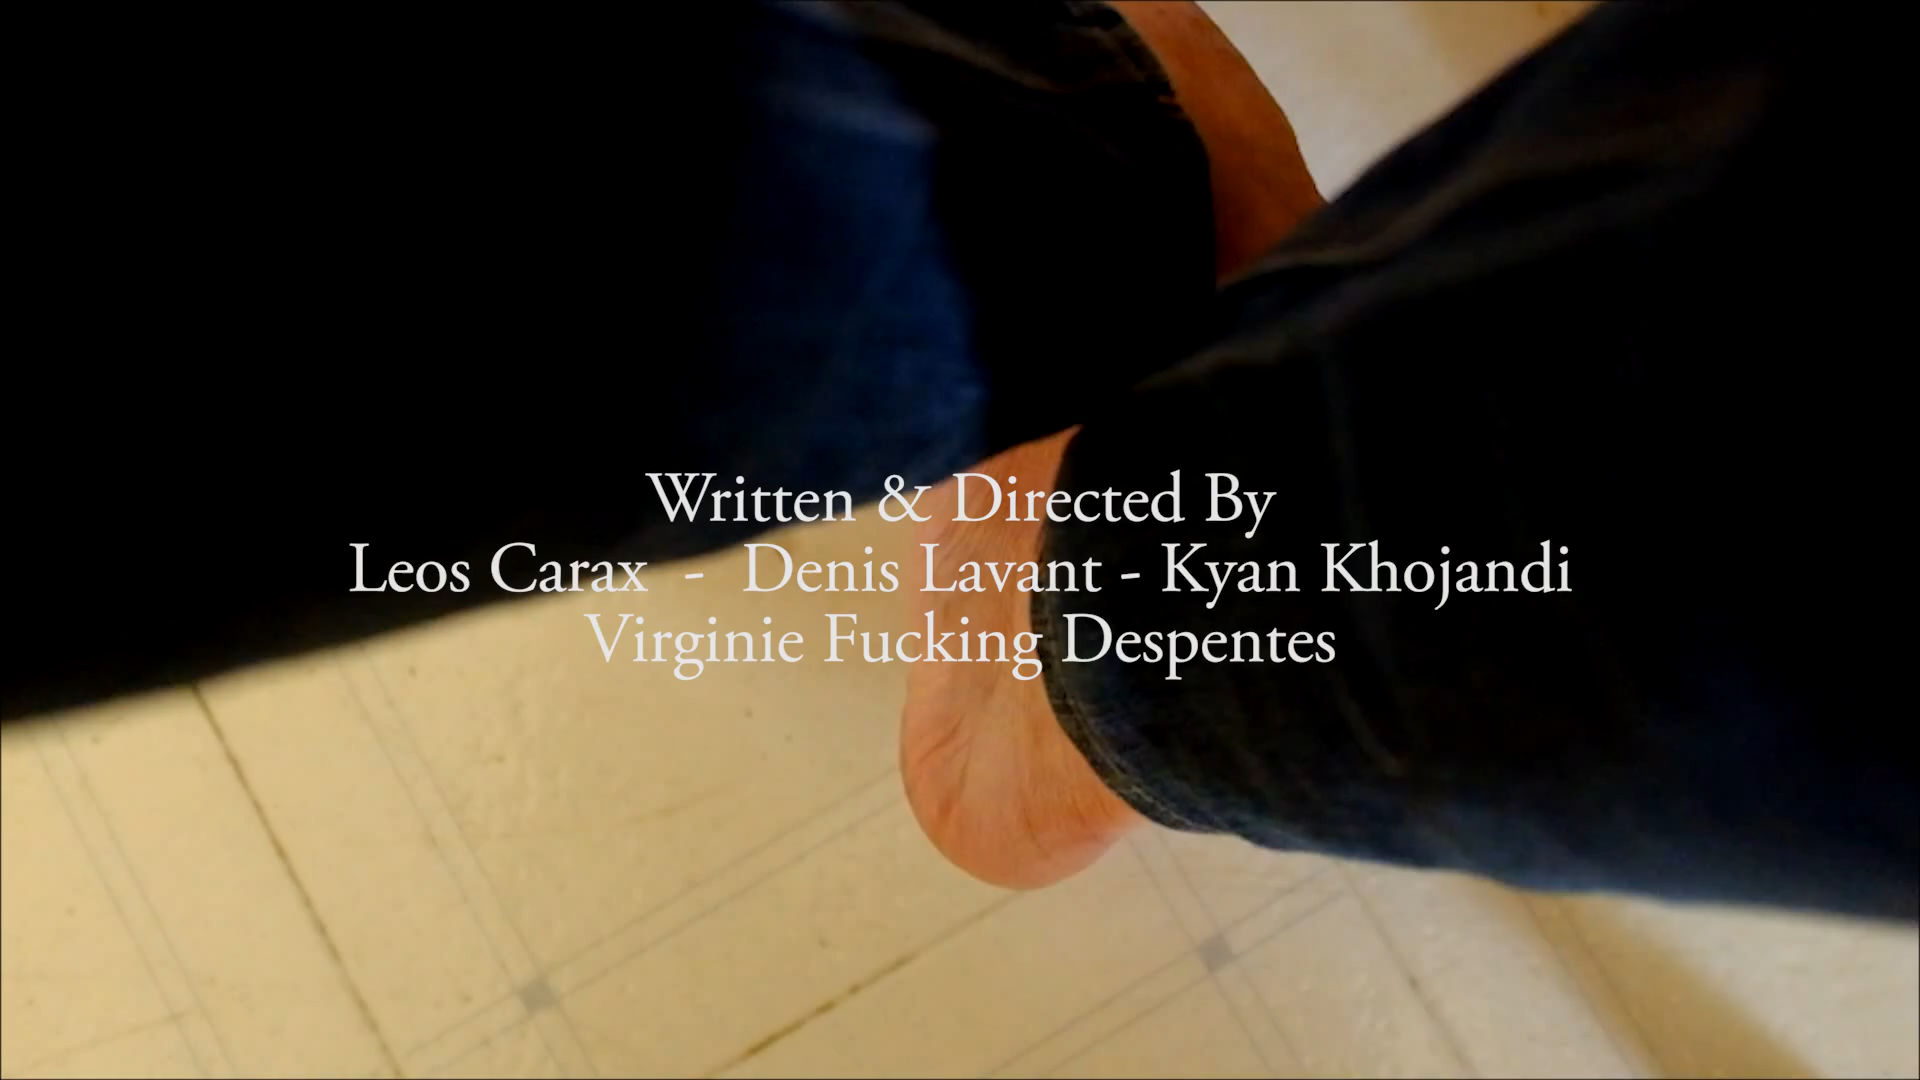 Written & Directed By
Leos Carax - Denis Lavant - Kyan Khojandi
Virginie Fucking Despentes